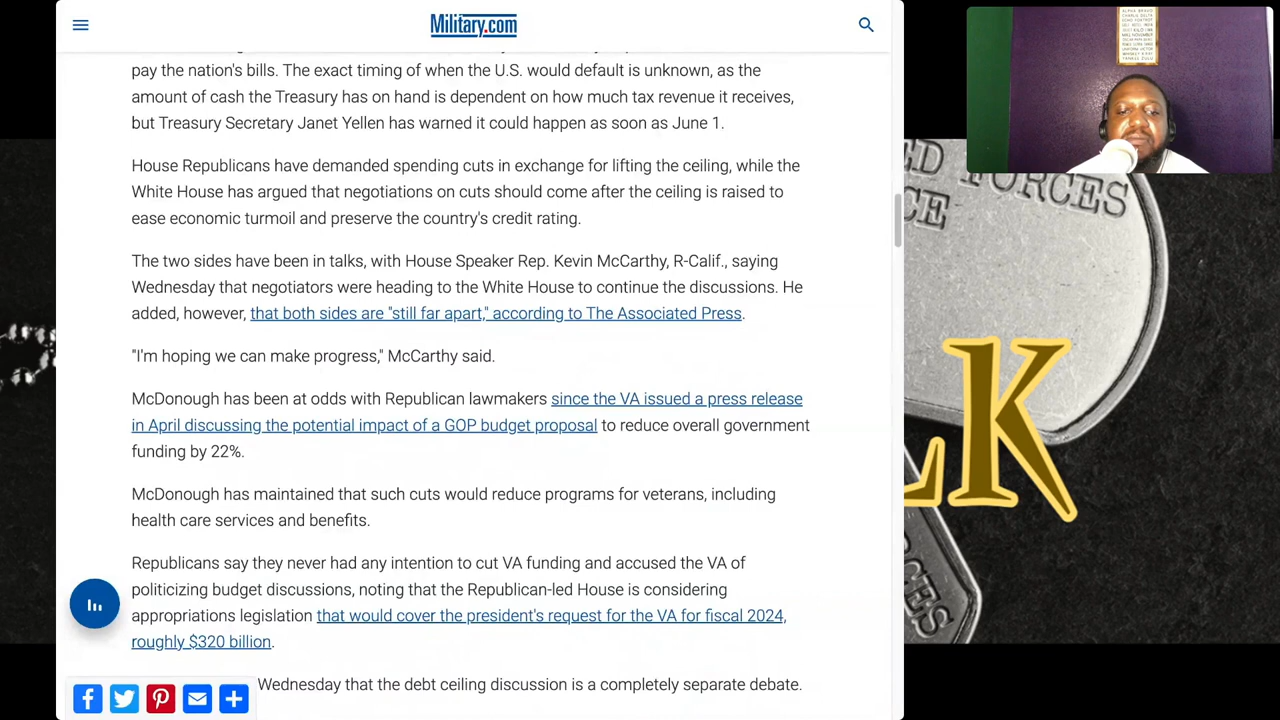 Military.com
pay the nation's bills. The exact timing of when the U.S. would default is unknown, as the
amount of cash the Treasury has on hand is dependent on how much tax revenue it receives,
but Treasury Secretary Janet Yellen has warned it could happen as soon as June 1.
House Republicans have demanded spending cuts in exchange for lifting the ceiling, while the
White House has argued that negotiations on cuts should come after the ceiling is raised to
ease economic turmoil and preserve the country's credit rating.
The two sides have been in talks, with House Speaker Rep. Kevin McCarthy, R-Calif., saying
Wednesday that negotiators were heading to the White House to continue the discussions. He
added, however, that both sides are "still far apart," according to The Associated Press.
"I'm hoping we can make progress," McCarthy said.
McDonough has been at odds with Republican lawmakers since the VA issued a press release
in April discussing the potential impact of a GOP budget proposal to reduce overall government
funding by 22%.
McDonough has maintained that such cuts would reduce programs for veterans, including
health care services and benefits.
Republicans say they never had any intention to cut VA funding and accused the VA of
politicizing budget discussions, noting that the Republican-led House is considering
appropriations legislation that would cover the president's request for the VA for fiscal 2024,
roughly $320 billion.
Wednesday that the debt ceiling discussion is a completely separate debate.
ED FORCES
CE
LK
CES